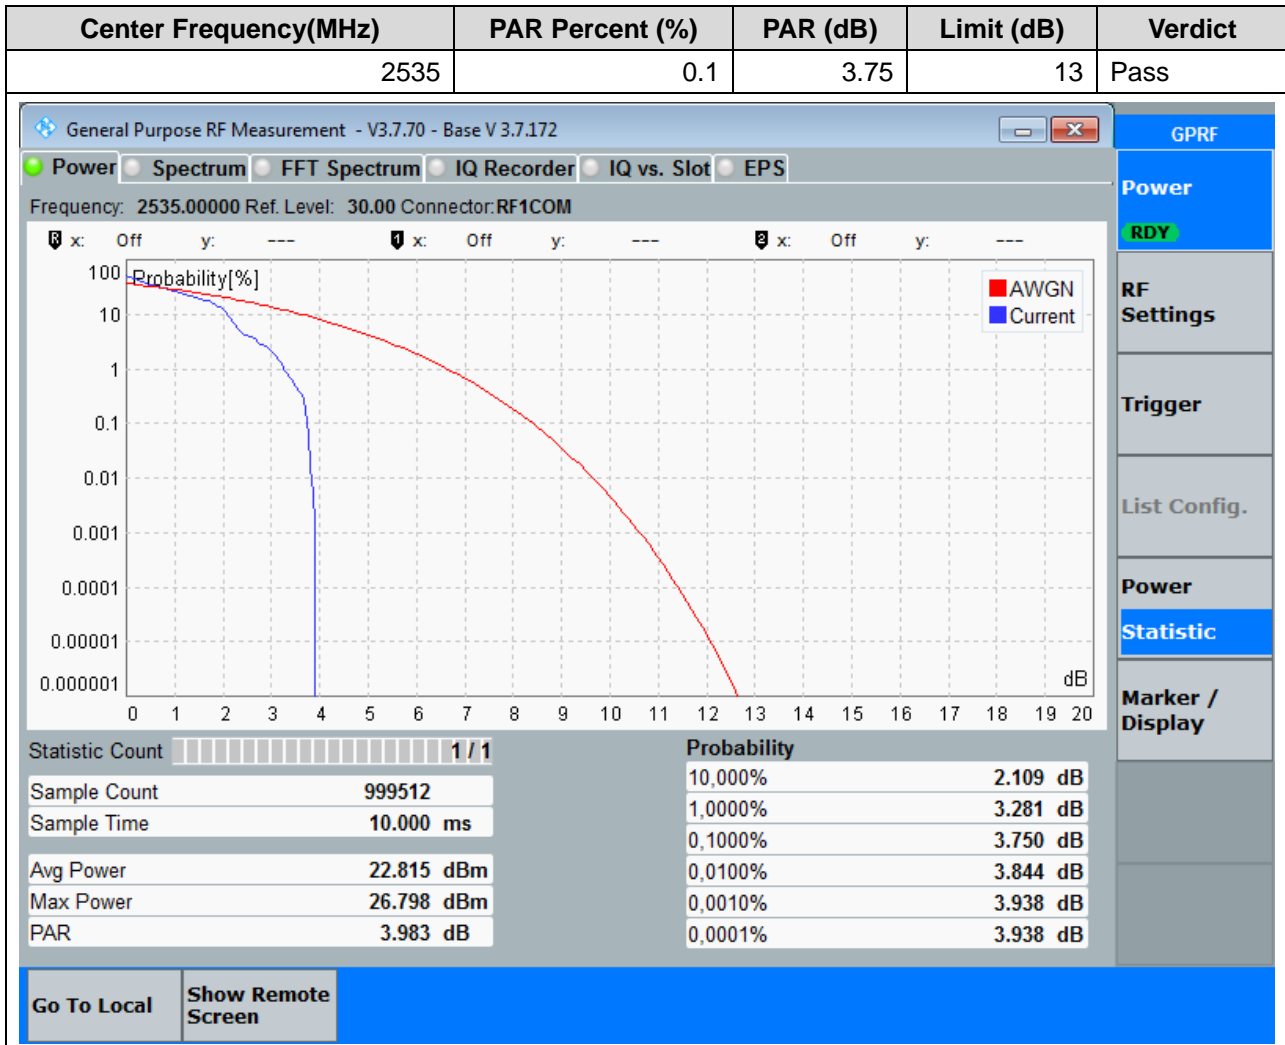 Center Frequency(MHz) PAR Percent (%) PAR (dB) Limit (dB) Verdict
2535 0.1 3.75 13 Pass
General Purpose RF Measurement - V3.7.70 - Base V 3.7.172
GPRF
Power Spectrum FFT Spectrum IQ Recorder IQ vs. Slot EPS
Frequency: 2535.00000 Ref. Level: 30.00 Connector: RF1COM
R x: Off y: --- 1 x: Off y: --- 2 x: Off y: ---
Probability[%]
AWGN
Current
100
10
1
0.1
0.01
0.001
0.0001
0.00001
0.000001
dB
0 1 2 3 4 5 6 7 8 9 10 11 12 13 14 15 16 17 18 19 20
Statistic Count 1 / 1
Sample Count 999512
Sample Time 10.000 ms
Avg Power 22.815 dBm
Max Power 26.798 dBm
PAR 3.983 dB
Probability
10,000% 2.109 dB
1,0000% 3.281 dB
0,1000% 3.750 dB
0,0100% 3.844 dB
0,0010% 3.938 dB
0,0001% 3.938 dB
Power
RDY
RF
Settings
Trigger
List Config.
Power
Statistic
Marker /
Display
Go To Local
Show Remote
Screen